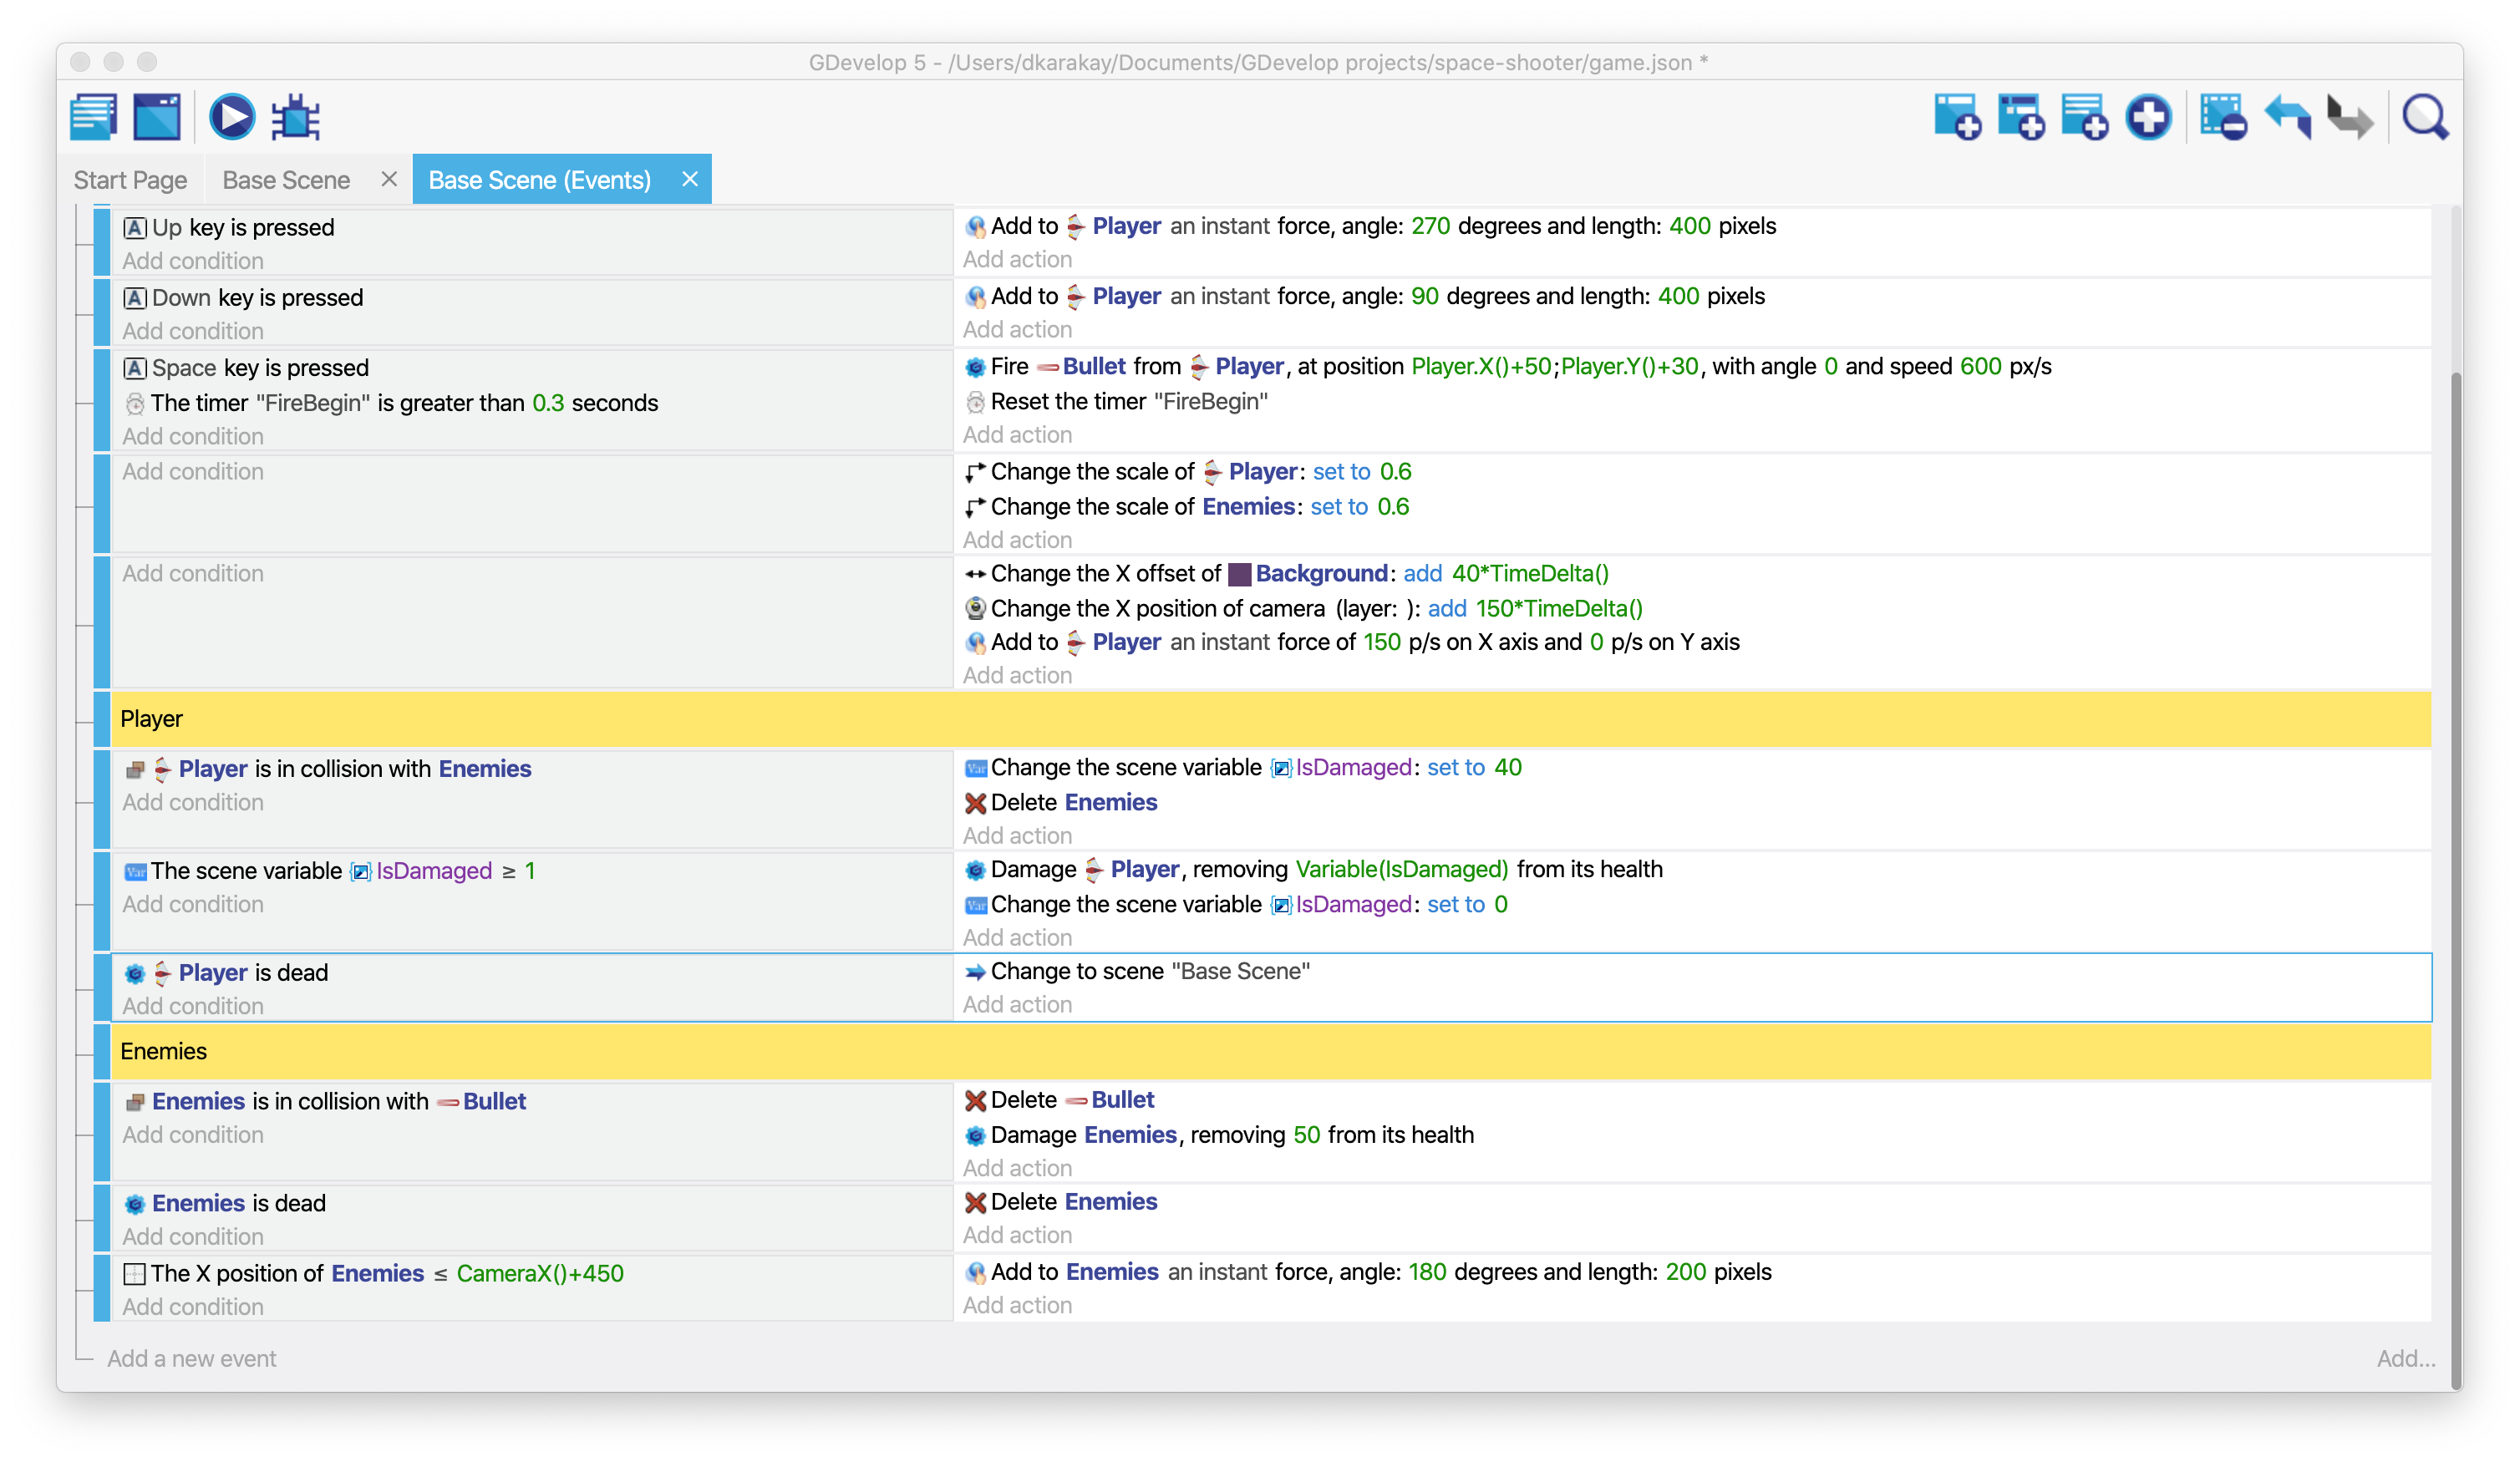 GDevelop 5 - /Users/dkarakay/Documents/GDevelop projects/space-shooter/game.json *
Start Page
Base Scene
Base Scene (Events)
Up key is pressed
Add condition
Add to Player an instant force, angle: 270 degrees and length: 400 pixels
Add action
Down key is pressed
Add condition
Add to Player an instant force, angle: 90 degrees and length: 400 pixels
Add action
Space key is pressed
The timer "FireBegin" is greater than 0.3 seconds
Add condition
Fire Bullet from Player, at position Player.X()+50;Player.Y()+30, with angle 0 and speed 600 px/s
Reset the timer "FireBegin"
Add action
Add condition
Change the scale of Player: set to 0.6
Change the scale of Enemies: set to 0.6
Add action
Add condition
Change the X offset of Background: add 40*TimeDelta()
Change the X position of camera (layer: ): add 150*TimeDelta()
Add to Player an instant force of 150 p/s on X axis and 0 p/s on Y axis
Add action
Player
Player is in collision with Enemies
Add condition
Var Change the scene variable IsDamaged: set to 40
Delete Enemies
Add action
Var The scene variable IsDamaged ≥ 1
Add condition
Damage Player, removing Variable(IsDamaged) from its health
Var Change the scene variable IsDamaged: set to 0
Add action
Player is dead
Add condition
Change to scene "Base Scene"
Add action
Enemies
Enemies is in collision with Bullet
Add condition
Delete Bullet
Damage Enemies, removing 50 from its health
Add action
Enemies is dead
Add condition
Delete Enemies
Add action
The X position of Enemies ≤ CameraX()+450
Add condition
Add to Enemies an instant force, angle: 180 degrees and length: 200 pixels
Add action
Add a new event
Add...